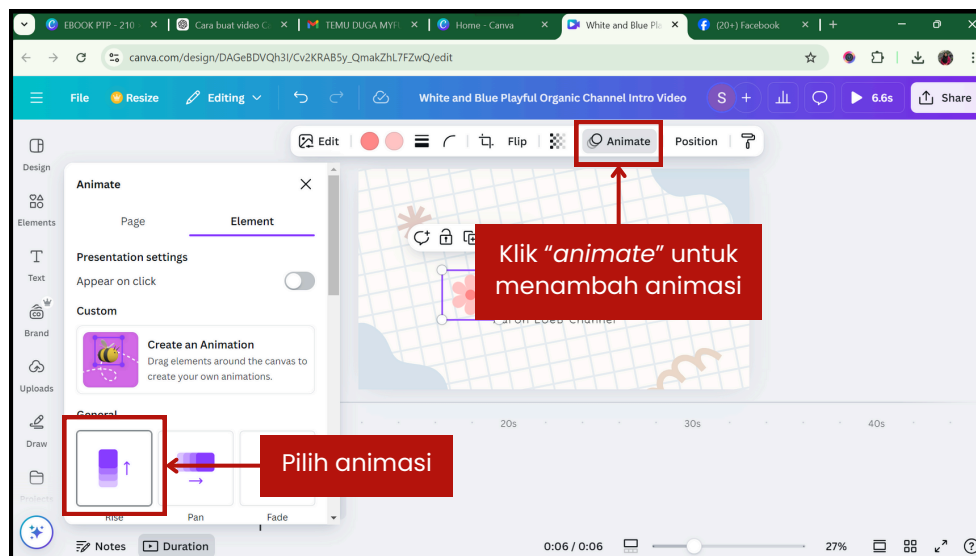 EBOOK PTP - 210
Cara buat video C
TEMU DUGA MYF
Home - Canva
White and Blue Pla
(20+) Facebook
canva.com/design/DAGeBDVQh3I/Cv2KRAB5y_QmakZhL7FZwQ/edit
File
Resize
Editing
White and Blue Playful Organic Channel Intro Video
S
6.6s
Share
Edit
Flip
Animate
Position
Design
Elements
Text
Brand
Uploads
Draw
Projects
Animate
Page
Element
Presentation settings
Appear on click
Custom
Create an Animation
Drag elements around the canvas to
create your own animations.
General
Rise
Pan
Fade
Klik “animate” untuk
menambah animasi
Channel
Pilih animasi
20s
30s
40s
Notes
Duration
0:06 / 0:06
27%